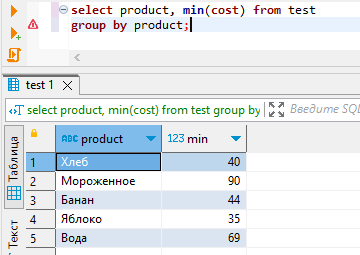 select product, min(cost) from test
group by product;
test 1
select product, min(cost) from test group by
Введите SQL
product
123 min
1 Хлеб 40
2 Мороженное 90
3 Банан 44
4 Яблоко 35
5 Вода 69
Таблица
Текст